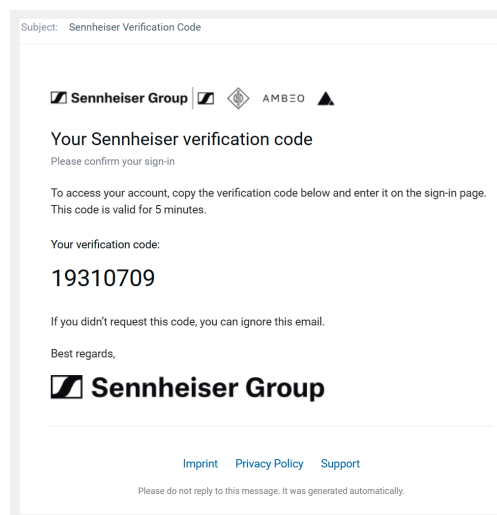 Subject: Sennheiser Verification Code
Sennheiser Group AMBEO
Your Sennheiser verification code
Please confirm your sign-in
To access your account, copy the verification code below and enter it on the sign-in page.
This code is valid for 5 minutes.
Your verification code:
19310709
If you didn’t request this code, you can ignore this email.
Best regards,
Sennheiser Group
Imprint Privacy Policy Support
Please do not reply to this message. It was generated automatically.